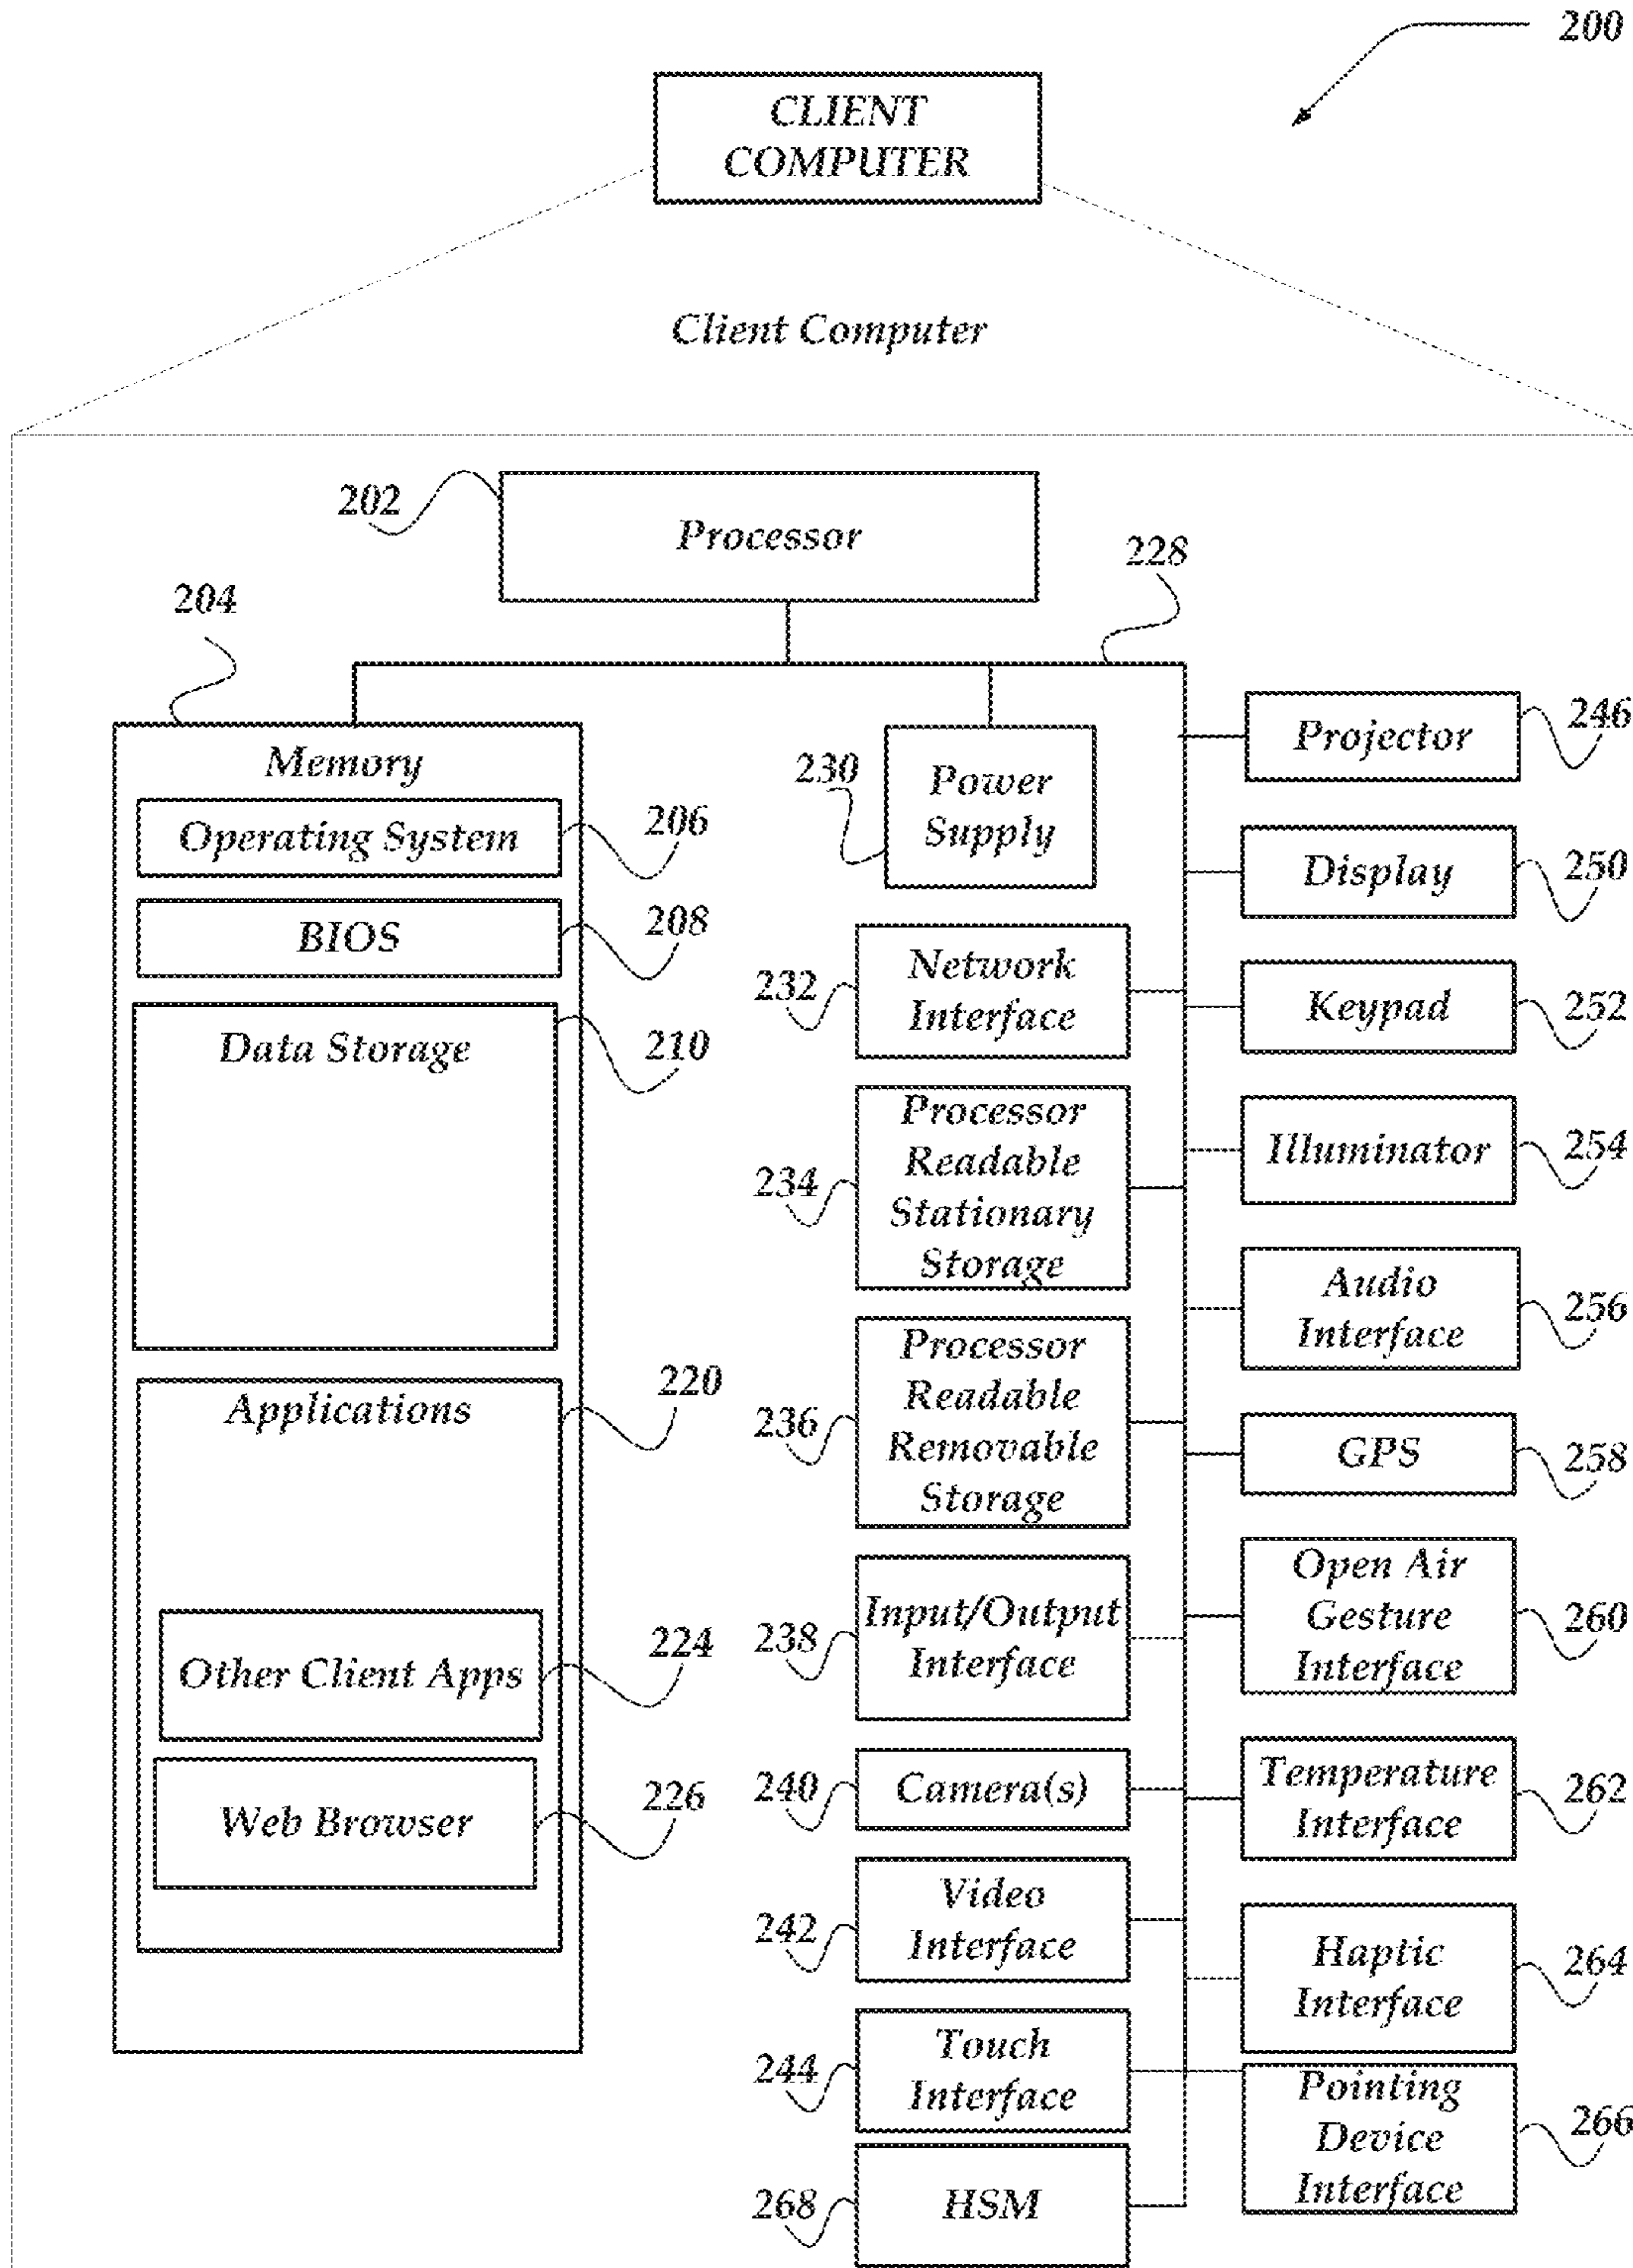 200
CLIENT
COMPUTER
Client Computer
202
Processor
228
204
Memory
Operating System
206
BIOS
208
Data Storage
210
Applications
220
Other Client Apps
224
Web Browser
226
230
Power
Supply
232
Network
Interface
234
Processor
Readable
Stationary
Storage
236
Processor
Readable
Removable
Storage
238
Input/Output
Interface
240
Camera(s)
242
Video
Interface
244
Touch
Interface
268
HSM
Projector
246
Display
250
Keypad
252
Illuminator
254
Audio
Interface
256
GPS
258
Open Air
Gesture
Interface
260
Temperature
Interface
262
Haptic
Interface
264
Pointing
Device
Interface
266